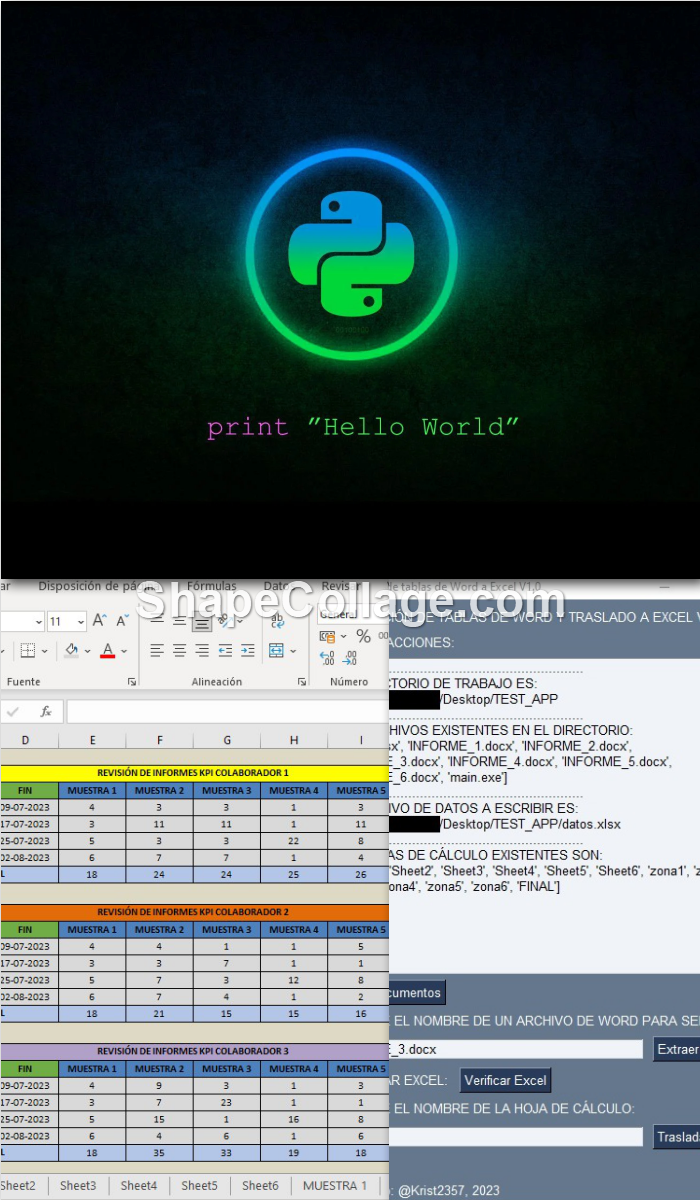 print "Hello World"
ShapeCollage.com
Disposición de
Fórmulas
11
General
%
Fuente
Alineación
Número
fx
D E F G H I
REVISIÓN DE INFORMES KPI COLABORADOR 1
FIN MUESTRA 1 MUESTRA 2 MUESTRA 3 MUESTRA 4 MUESTRA 5
09-07-2023 4 3 3 1 3
17-07-2023 3 11 11 1 11
25-07-2023 5 3 3 22 8
02-08-2023 6 7 7 1 4
L 18 24 24 25 26
REVISIÓN DE INFORMES KPI COLABORADOR 2
FIN MUESTRA 1 MUESTRA 2 MUESTRA 3 MUESTRA 4 MUESTRA 5
09-07-2023 4 4 1 1 5
17-07-2023 3 3 7 1 1
25-07-2023 5 7 3 12 8
02-08-2023 6 7 4 1 2
L 18 21 15 15 16
REVISIÓN DE INFORMES KPI COLABORADOR 3
FIN MUESTRA 1 MUESTRA 2 MUESTRA 3 MUESTRA 4 MUESTRA 5
09-07-2023 4 9 3 1 3
17-07-2023 3 7 23 1 1
25-07-2023 5 15 1 16 8
02-08-2023 6 4 6 1 6
L 18 35 33 19 18
Sheet2 Sheet3 Sheet4 Sheet5 Sheet6 MUESTRA 1
de tablas de Word a Excel V1.0
IÓN DE TABLAS DE WORD Y TRASLADO A EXCEL V
ACCIONES:
CTORIO DE TRABAJO ES:
/Desktop/TEST_APP
HIVOS EXISTENTES EN EL DIRECTORIO:
sx', 'INFORME_1.docx', 'INFORME_2.docx',
E_3.docx', 'INFORME_4.docx', 'INFORME_5.docx',
E_6.docx', 'main.exe']
IVO DE DATOS A ESCRIBIR ES:
/Desktop/TEST_APP/datos.xlsx
AS DE CÁLCULO EXISTENTES SON:
'Sheet2', 'Sheet3', 'Sheet4', 'Sheet5', 'Sheet6', 'zona1', 'z
zona4', 'zona5', 'zona6', 'FINAL']
cumentos
EL NOMBRE DE UN ARCHIVO DE WORD PARA SE
E_3.docx
Extraer
AR EXCEL: Verificar Excel
EL NOMBRE DE LA HOJA DE CÁLCULO:
Traslada
: @Krist2357, 2023